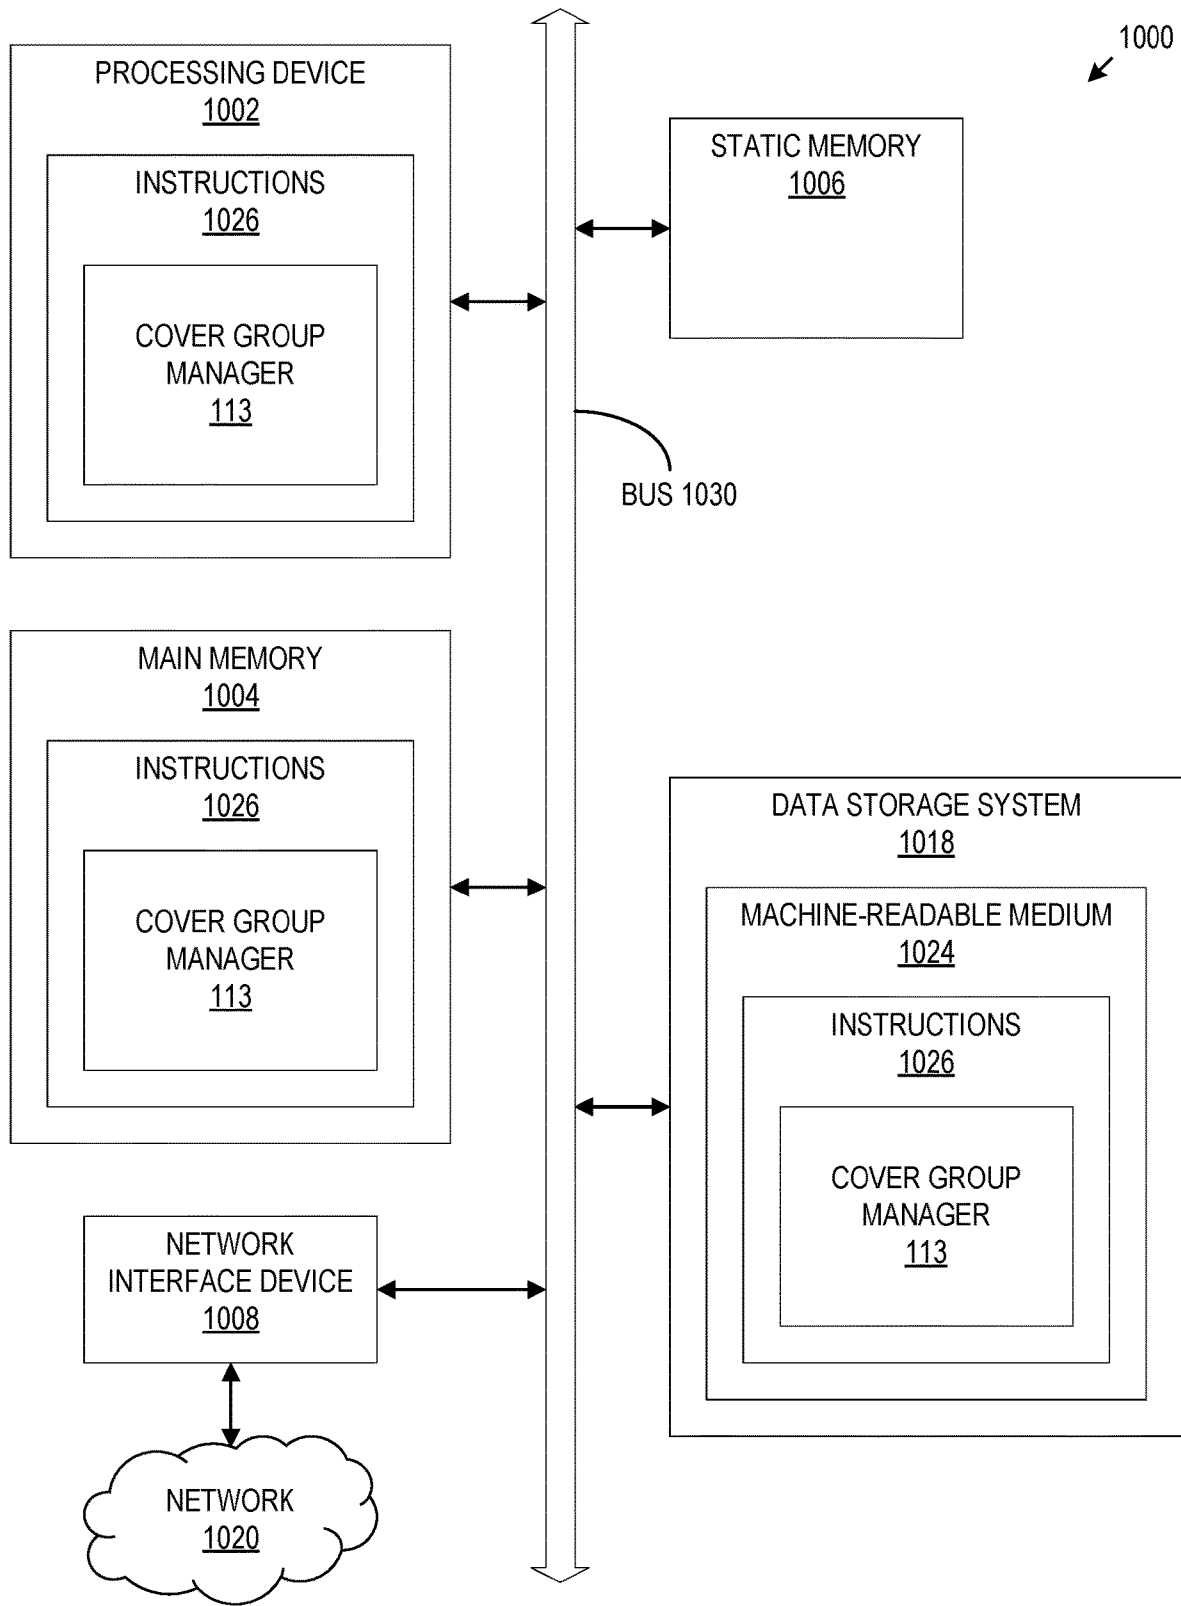 1000
PROCESSING DEVICE
1002
INSTRUCTIONS
1026
COVER GROUP
MANAGER
113
STATIC MEMORY
1006
BUS 1030
MAIN MEMORY
1004
INSTRUCTIONS
1026
COVER GROUP
MANAGER
113
DATA STORAGE SYSTEM
1018
MACHINE-READABLE MEDIUM
1024
INSTRUCTIONS
1026
COVER GROUP
MANAGER
113
NETWORK
INTERFACE DEVICE
1008
NETWORK
1020